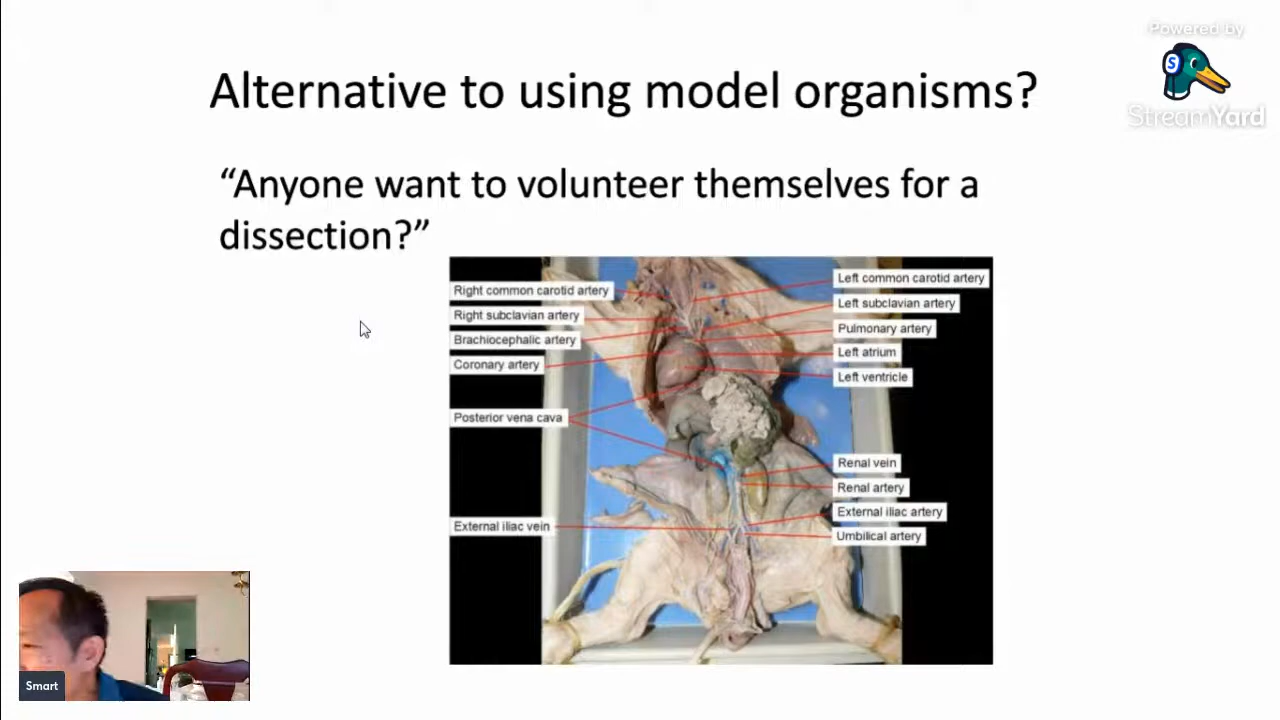 Powered by
S
StreamYard
Alternative to using model organisms?
“Anyone want to volunteer themselves for a
dissection?”
Right common carotid artery
Right subclavian artery
Brachiocephalic artery
Coronary artery
Posterior vena cava
External iliac vein
Left common carotid artery
Left subclavian artery
Pulmonary artery
Left atrium
Left ventricle
Renal vein
Renal artery
External iliac artery
Umbilical artery
Smart